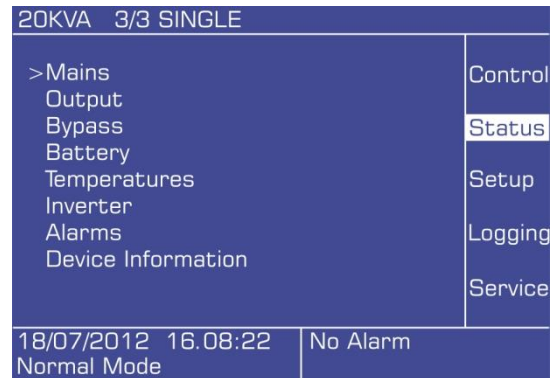 20KVA 3/3 SINGLE
>Mains
Output
Bypass
Battery
Temperatures
Inverter
Alarms
Device Information
Control
Status
Setup
Logging
Service
18/07/2012 16.08:22
Normal Mode
No Alarm